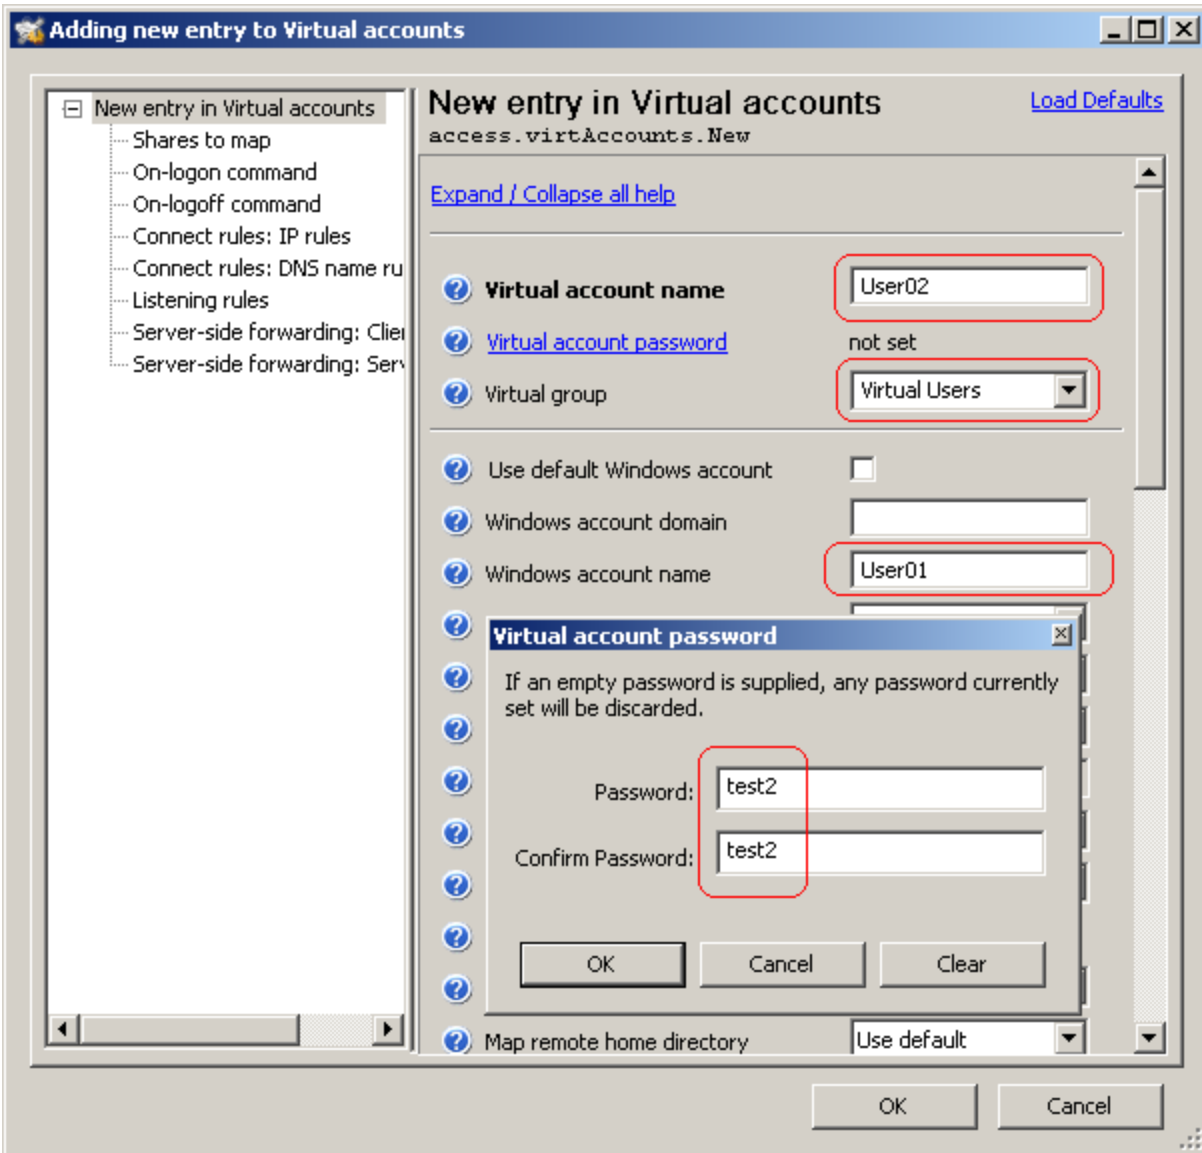 Adding new entry to Virtual accounts
New entry in Virtual accounts
Shares to map
On-logon command
On-logoff command
Connect rules: IP rules
Connect rules: DNS name ru
Listening rules
Server-side forwarding: Clie
Server-side forwarding: Serv
New entry in Virtual accounts
Load Defaults
access.virtAccounts.New
Expand / Collapse all help
Virtual account name User02
Virtual account password not set
Virtual group Virtual Users
Use default Windows account
Windows account domain
Windows account name User01
Virtual account password
If an empty password is supplied, any password currently
set will be discarded.
Password: test2
Confirm Password: test2
OK Cancel Clear
Map remote home directory Use default
OK Cancel